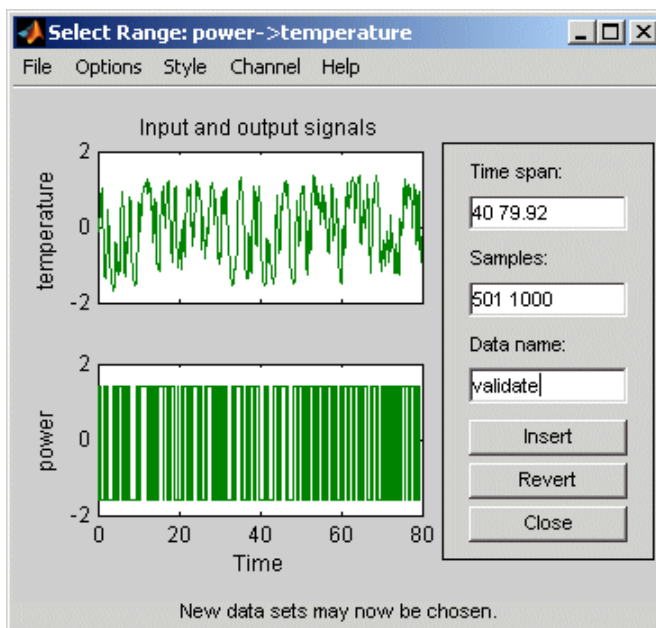 Select Range: power->temperature
File Options Style Channel Help
Input and output signals
temperature
2
0
-2
power
2
0
-2
0 20 40 60 80
Time
Time span:
40 79.92
Samples:
501 1000
Data name:
validate
Insert
Revert
Close
New data sets may now be chosen.